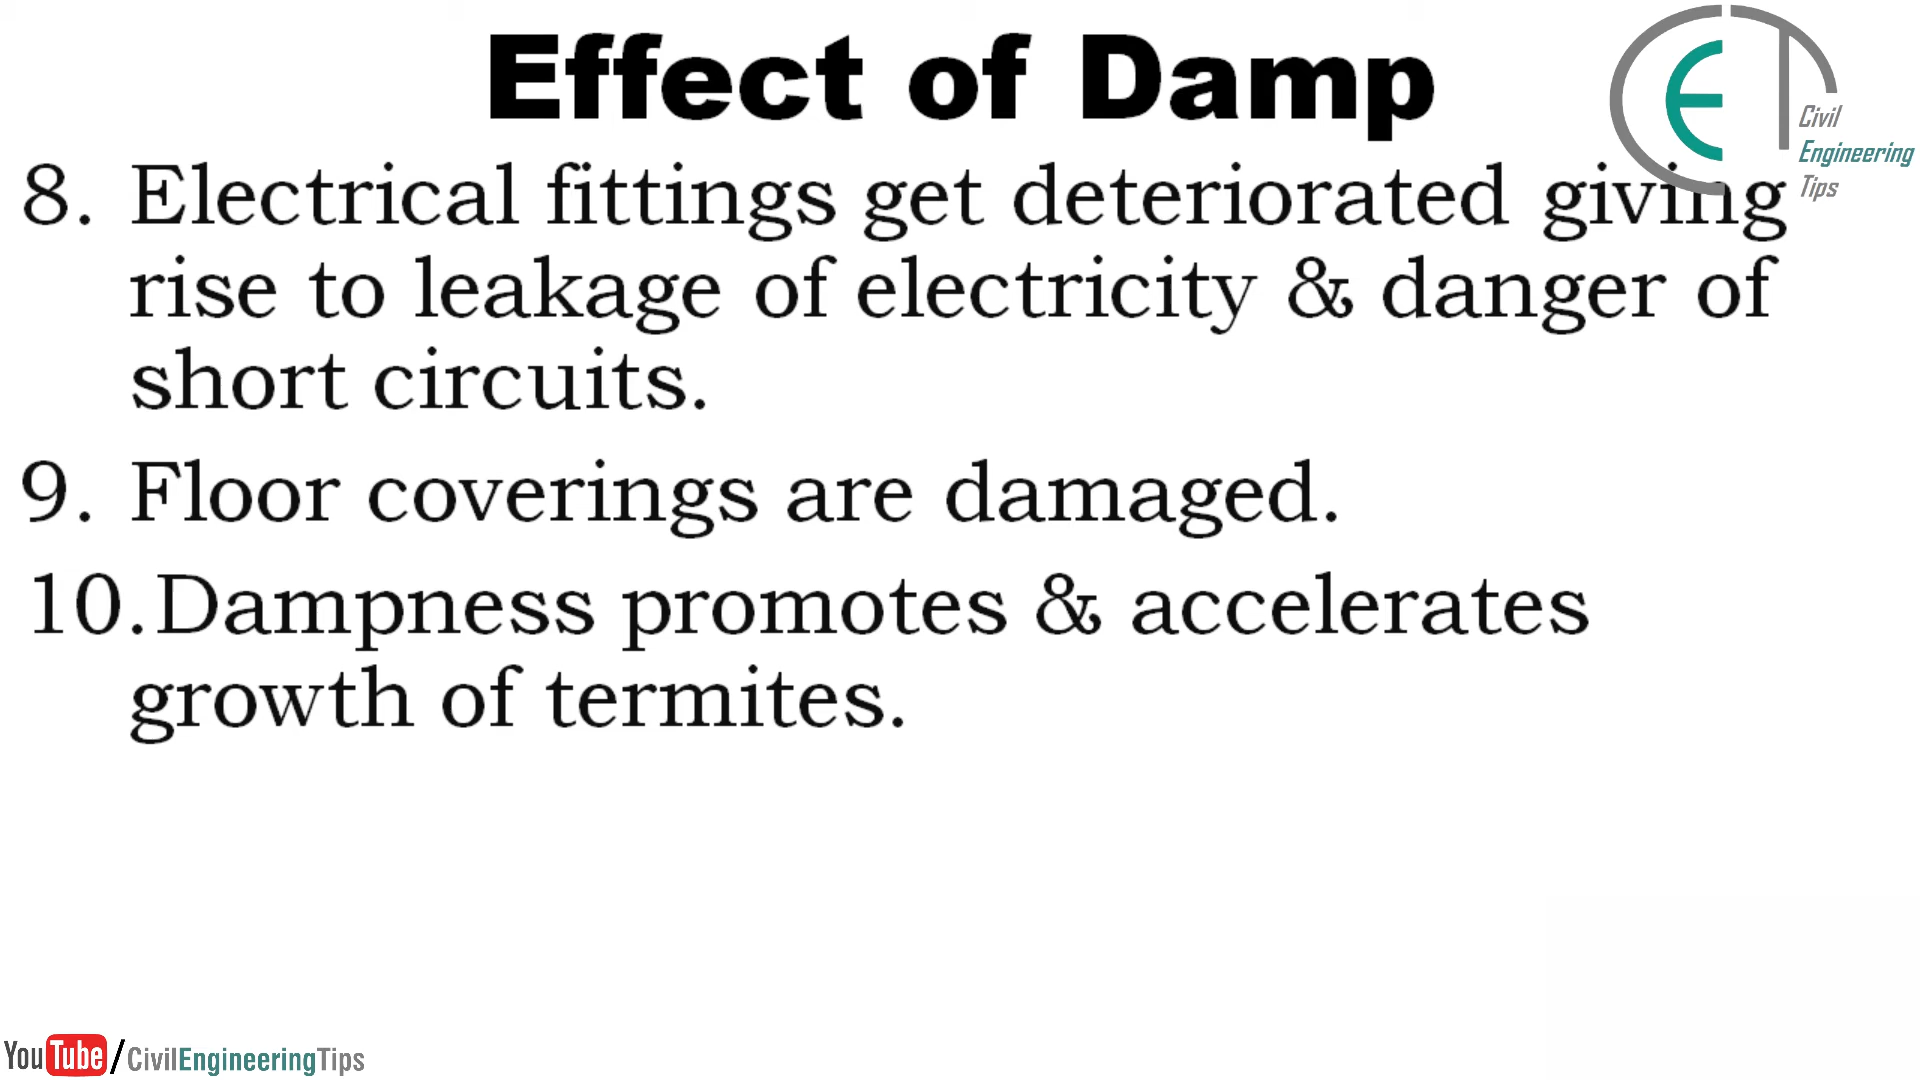 Effect of Damp
CE
Civil
Engineering
Tips
8. Electrical fittings get deteriorated giving
rise to leakage of electricity & danger of
short circuits.
9. Floor coverings are damaged.
10. Dampness promotes & accelerates
growth of termites.
YouTube/CivilEngineeringTips